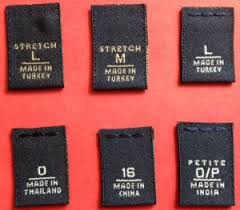 STRETCH
L
MADE IN
TURKEY
STRETCH
M
MADE IN
TURKEY
L
MADE IN
TURKEY
0
MADE IN
THAILAND
16
MADE IN
CHINA
PETITE
0/P
MADE IN
INDIA